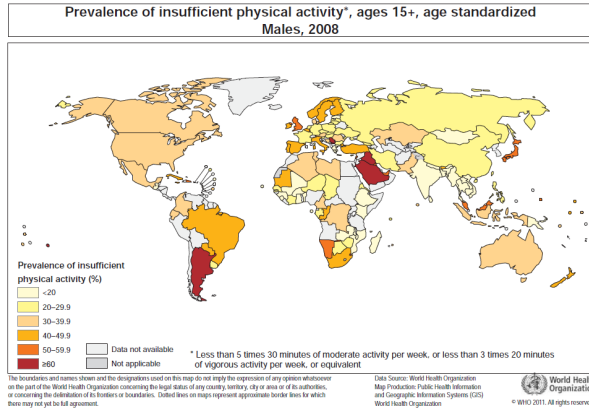 Prevalence of insufficient physical activity*, ages 15+, age standardized
Males, 2008
Prevalence of insufficient
physical activity (%)
<20
20–29.9
30–39.9
40–49.9
50–59.9
≥60
Data not available
Not applicable
* Less than 5 times 30 minutes of moderate activity per week, or less than 3 times 20 minutes
of vigorous activity per week, or equivalent
The boundaries and names shown and the designations used on this map do not imply the expression of any opinion whatsoever
on the part of the World Health Organization concerning the legal status of any country, territory, city or area or of its authorities,
or concerning the delimitation of its frontiers or boundaries. Dotted lines on maps represent approximate border lines for which
there may not yet be full agreement.
Data Source: World Health Organization
Map Production: Public Health Information
and Geographic Information Systems (GIS)
World Health Organization
World Heal
Organizatio
© WHO 2011. All rights reserve